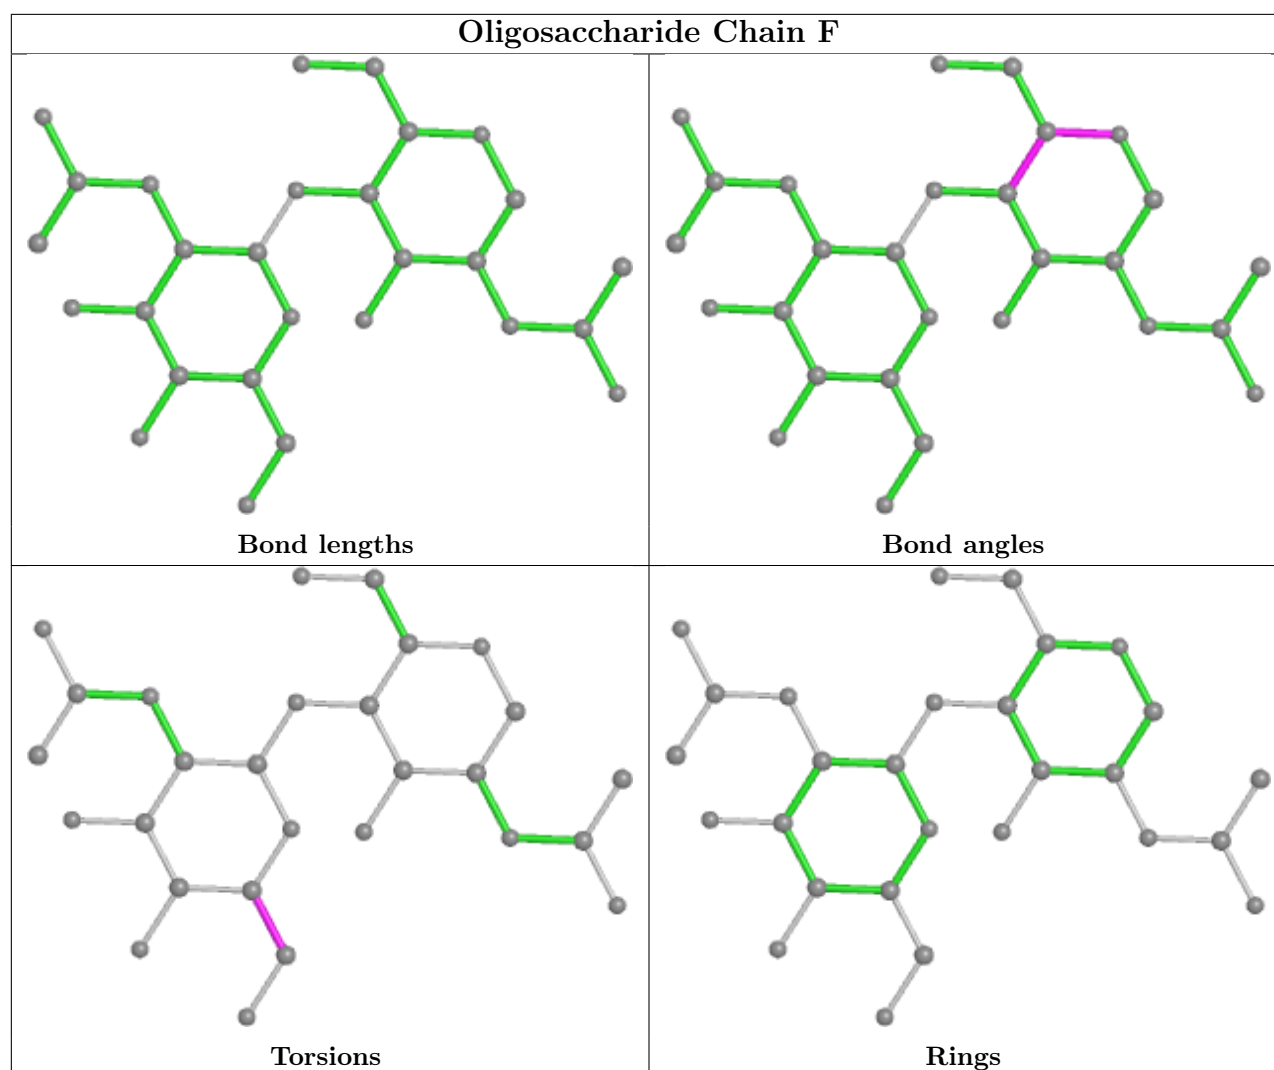 Oligosaccharide Chain F
Bond lengths
Bond angles
Torsions
Rings